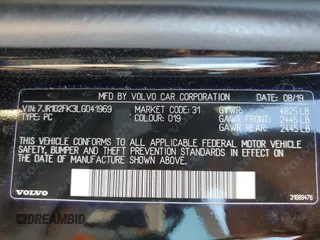 MFD BY VOLVO CAR CORPORATION DATE: 08/19
VIN: 7JR102FK3LG041969 MARKET CODE: 31 GVWR: 4825 LB
TYPE: PC COLOUR: 019 GAWR FRONT: 2445 LB
GAWR REAR: 2445 LB
THIS VEHICLE CONFORMS TO ALL APPLICABLE FEDERAL MOTOR VEHICLE
SAFETY, BUMPER, AND THEFT PREVENTION STANDARDS IN EFFECT ON THE
DATE OF MANUFACTURE SHOWN ABOVE.
VOLVO
31689476
DREAMBID